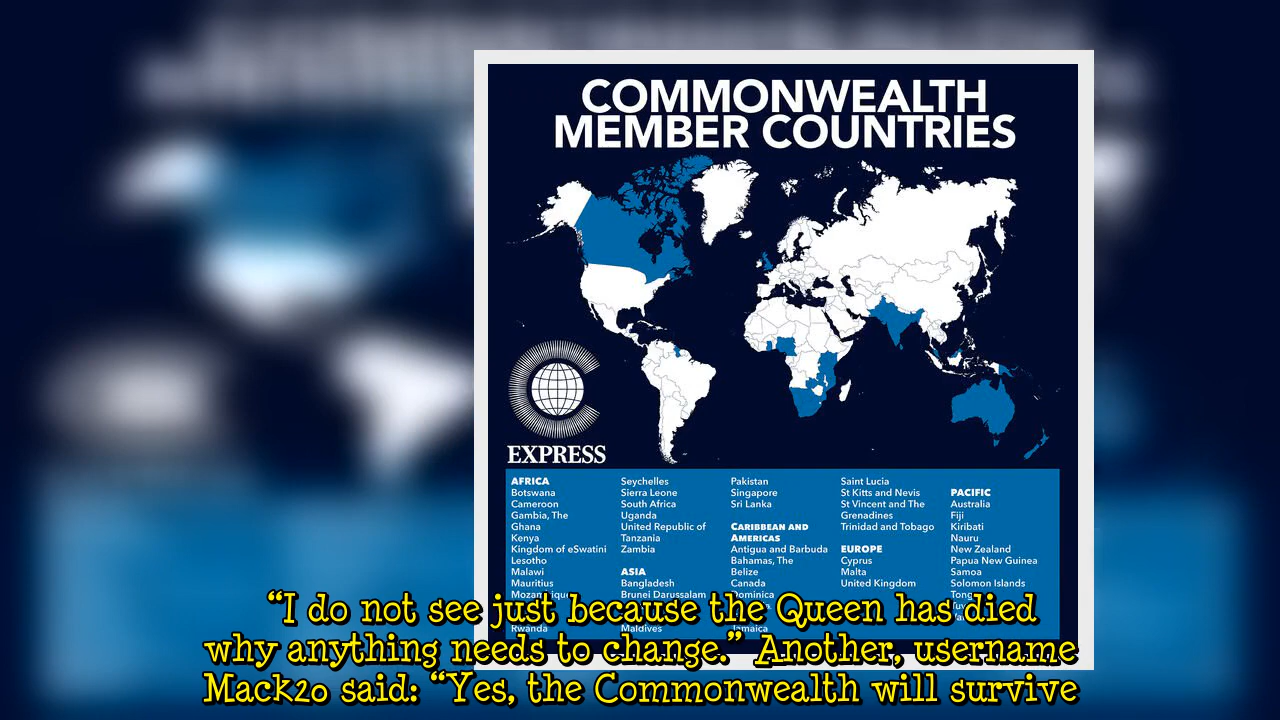 COMMONWEALTH
MEMBER COUNTRIES
EXPRESS
AFRICA
Botswana
Cameroon
Gambia, The
Ghana
Kenya
Kingdom of eSwatini
Lesotho
Malawi
Mauritius
Mozambique
Rwanda
Seychelles
Sierra Leone
South Africa
Uganda
United Republic of
Tanzania
Zambia
ASIA
Bangladesh
Brunei Darussalam
Maldives
Pakistan
Singapore
Sri Lanka
CARIBBEAN AND
AMERICAS
Antigua and Barbuda
Bahamas, The
Belize
Canada
Dominica
Jamaica
Saint Lucia
St Kitts and Nevis
St Vincent and The
Grenadines
Trinidad and Tobago
EUROPE
Cyprus
Malta
United Kingdom
PACIFIC
Australia
Fiji
Kiribati
Nauru
New Zealand
Papua New Guinea
Samoa
Solomon Islands
“I do not see just because the Queen has died
why anything needs to change.” Another, username
Mack20 said: “Yes, the Commonwealth will survive